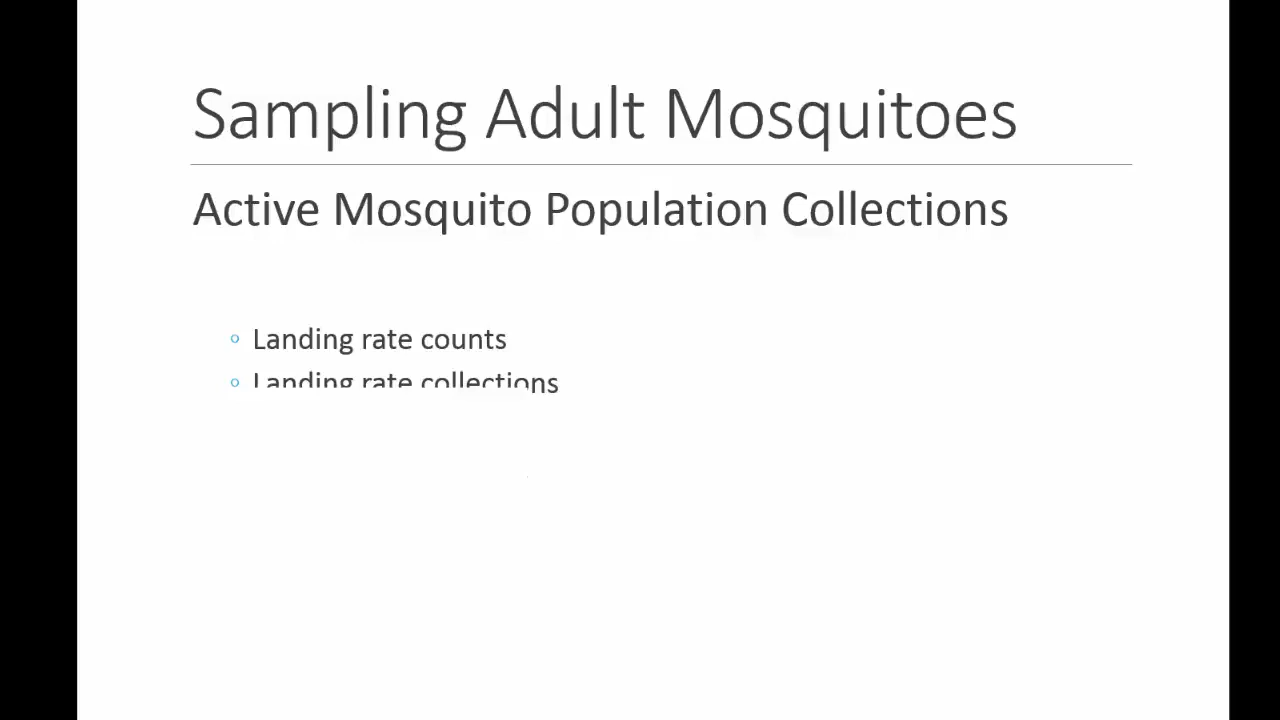 Sampling Adult Mosquitoes
Active Mosquito Population Collections
◦ Landing rate counts
◦ Landing rate collections